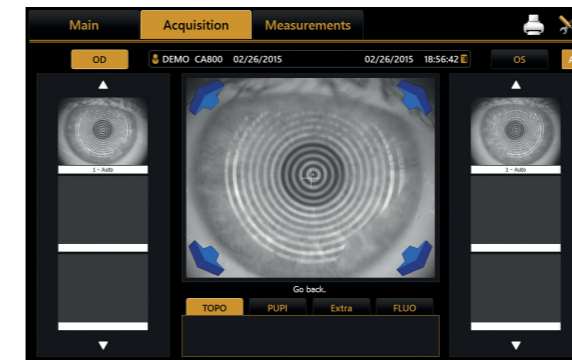 Main Acquisition Measurements
OD DEMO CA800 02/26/2015 02/26/2015 18:56:42 OS
1 - Auto 1 - Auto
Go back.
TOPO PUPI Extra FLUO